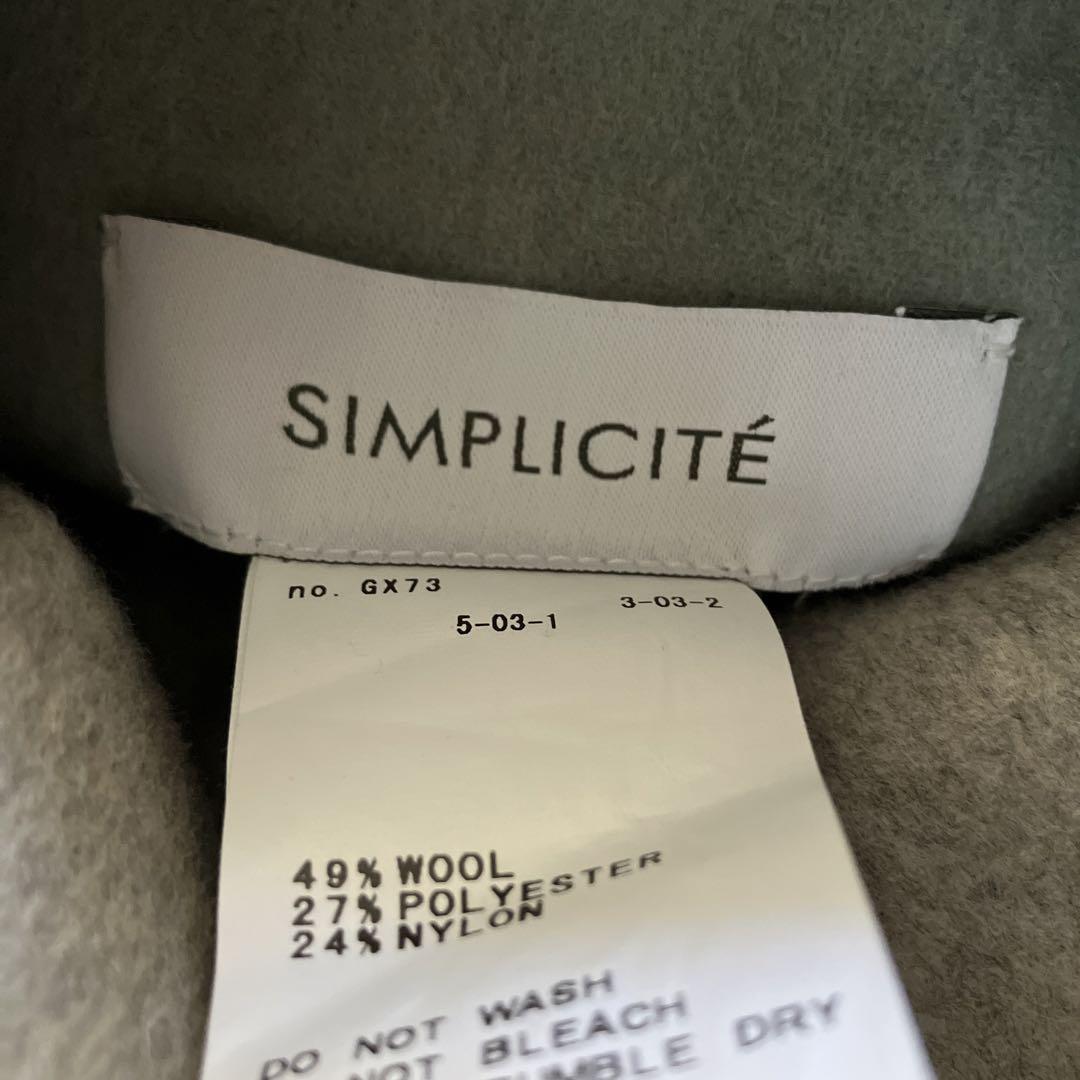 SIMPLICITÉ
no. GX73
3-03-2
5-03-1
49% WOOL
27% POLYESTER
24% NYLON
DO NOT WASH
NOT BLEACH
TUMBLE DRY